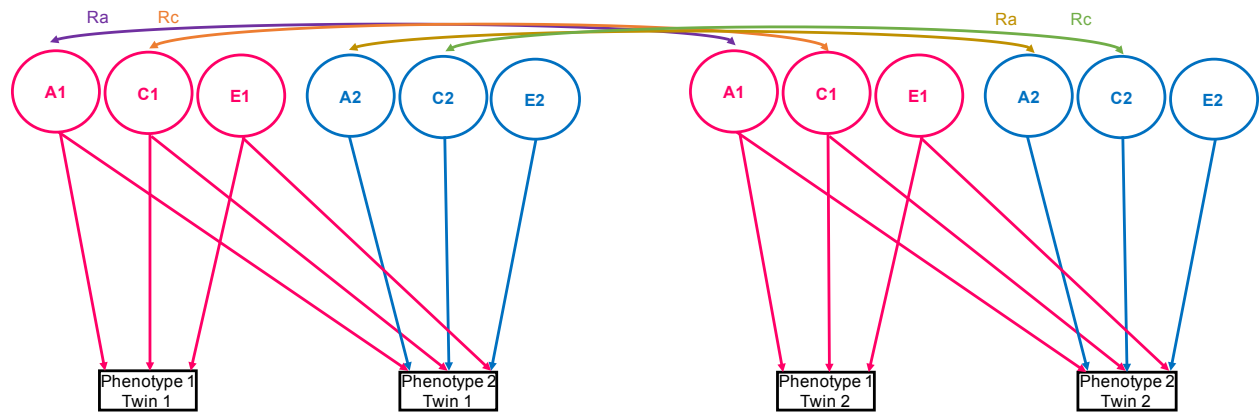 Ra Rc Ra Rc
A1 C1 E1 A2 C2 E2 A1 C1 E1 A2 C2 E2
Phenotype 1
Twin 1
Phenotype 2
Twin 1
Phenotype 1
Twin 2
Phenotype 2
Twin 2